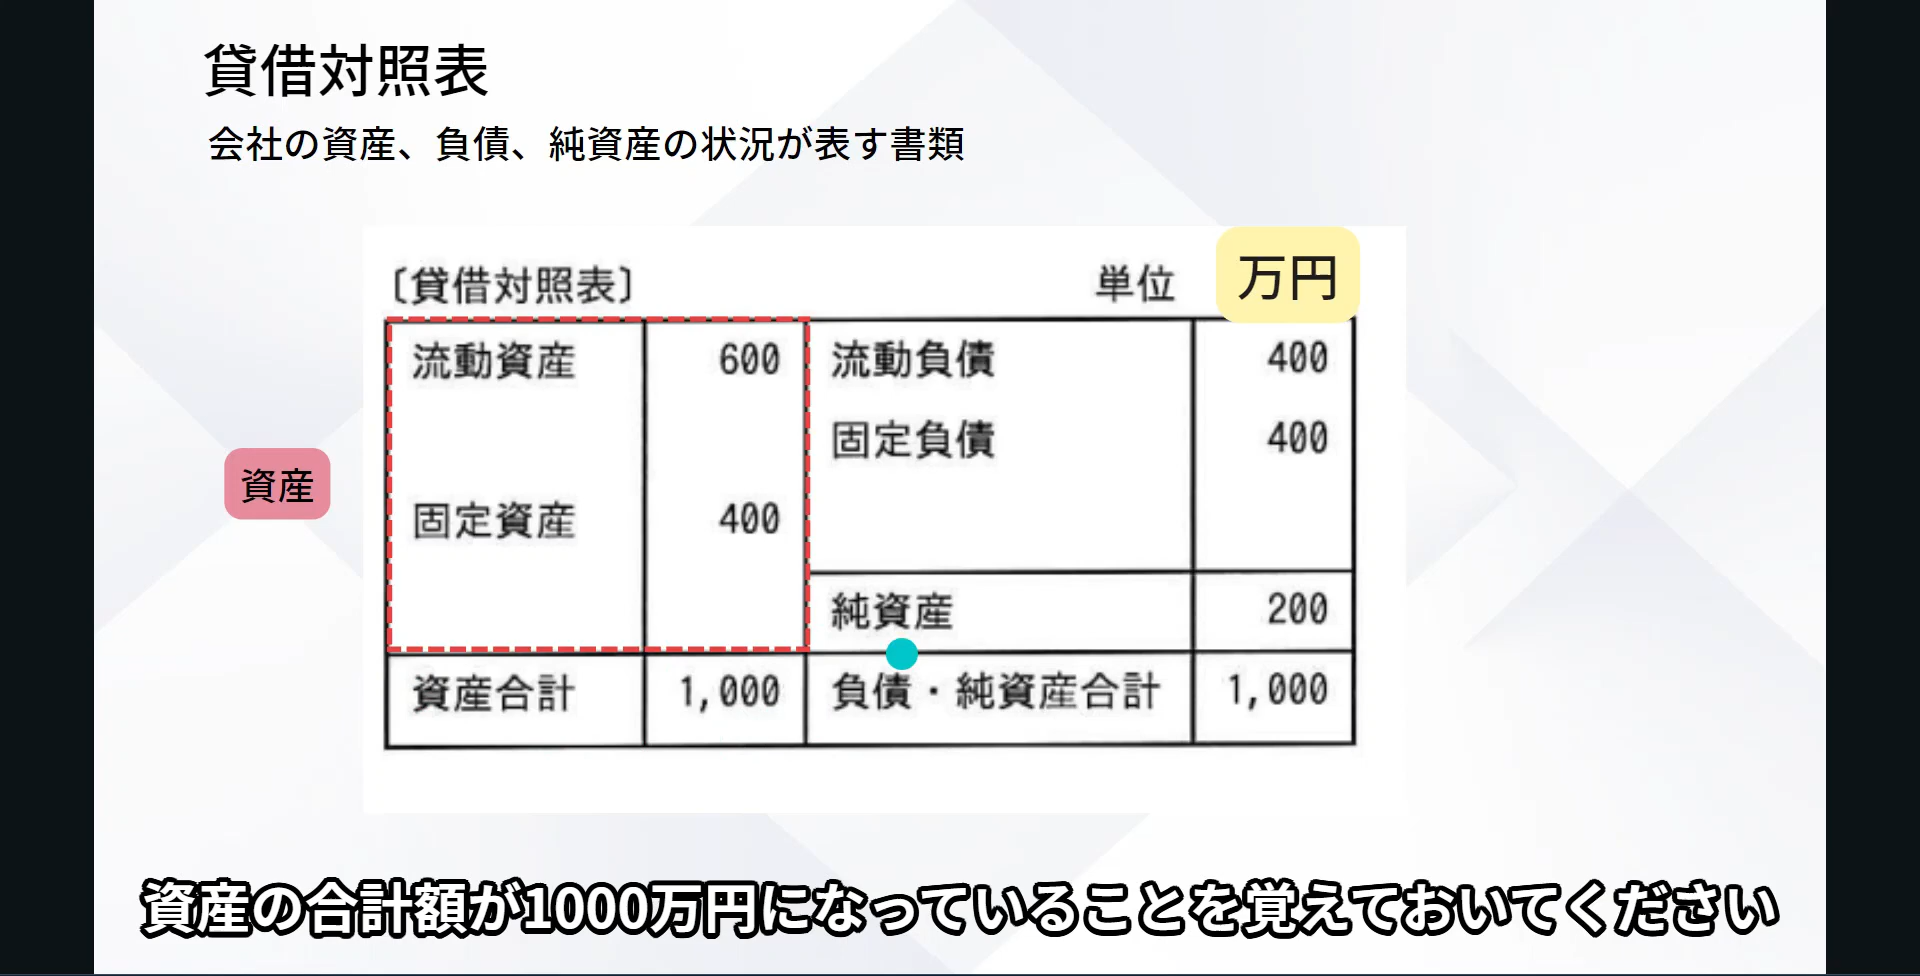 貸借対照表
会社の資産、負債、純資産の状況が表す書類
〔貸借対照表〕 単位 万円
流動資産 600 流動負債 400
固定負債 400
資産
固定資産 400
純資産 200
資産合計 1,000 負債・純資産合計 1,000
資産の合計額が1000万円になっていることを覚えておいてください